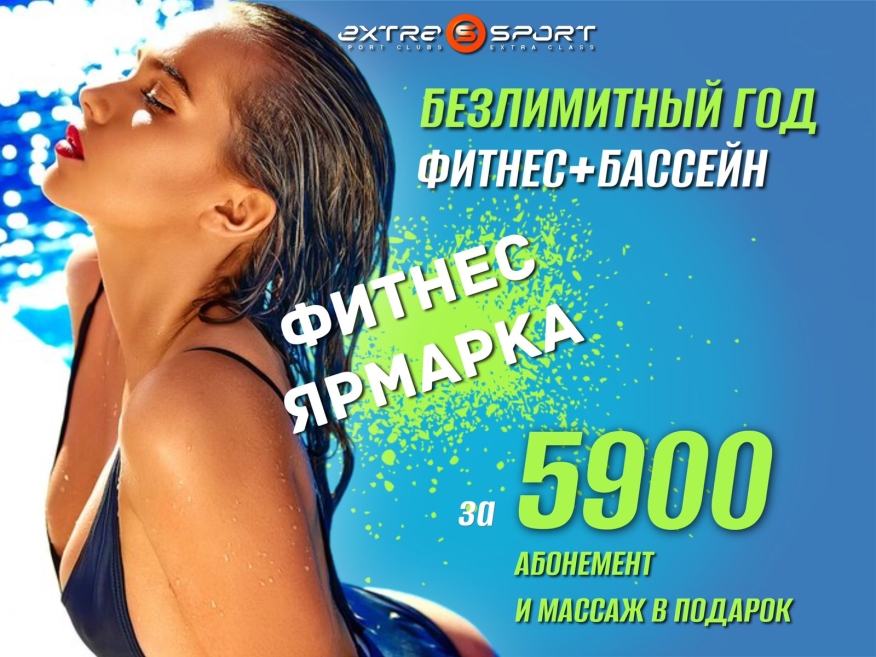 EXTRA S SPORT
SPORT CLUBS EXTRA CLASS
БЕЗЛИМИТНЫЙ ГОД
ФИТНЕС+БАССЕЙН
ФИТНЕС
ЯРМАРКА
за 5900
АБОНЕМЕНТ
И МАССАЖ В ПОДАРОК